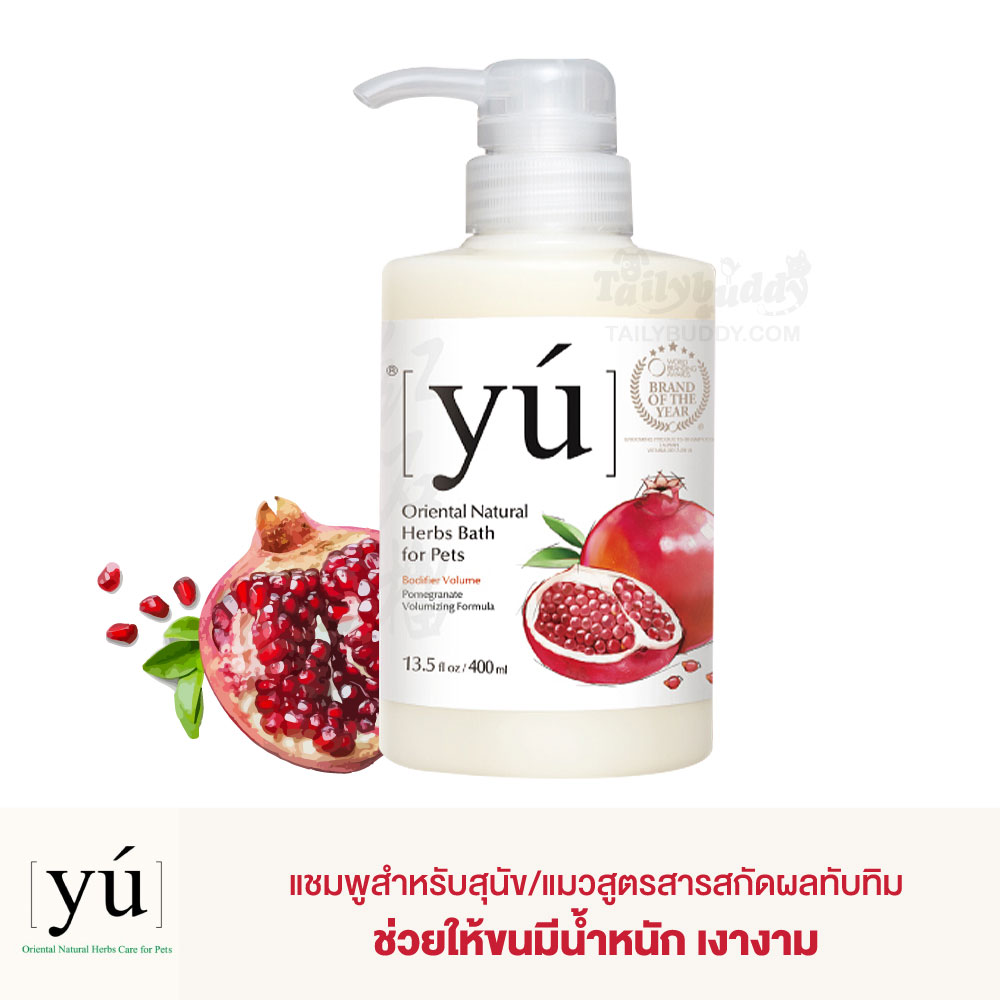 Tailybuddy
TAILYBUDDY.COM
WORLD
BRANDING
AWARDS
BRAND
OF THE
YEAR
®
[yú]
Oriental Natural
Herbs Bath
for Pets
Bodifier Volume
Pomegranate
Volumizing Formula
13.5 fl oz / 400 ml
[yú]
Oriental Natural Herbs Care for Pets
แชมพูสำหรับสุนัข/แมวสูตรสารสกัดผลทับทิม
ช่วยให้ขนมีน้ำหนัก เงางาม